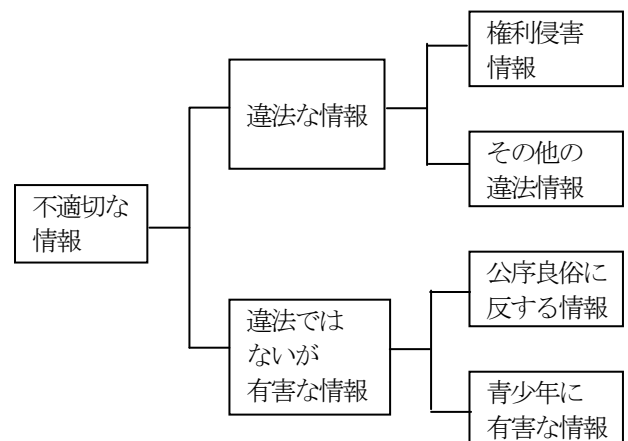 不適切な
情報
違法な情報
権利侵害
情報
その他の
違法情報
違法では
ないが
有害な情報
公序良俗に
反する情報
青少年に
有害な情報